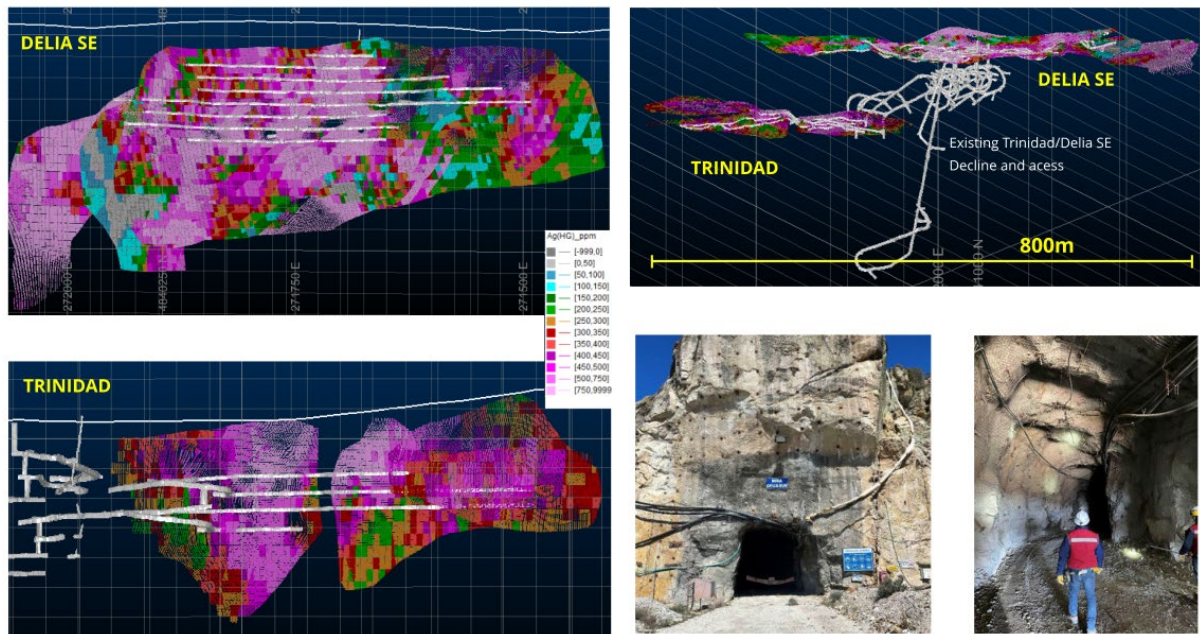 DELIA SE
272000 E
271750 E
271500 E
Ag(HG)_ppm
[-999,0]
[0,50]
[50,100]
[100,150]
[150,200]
[200,250]
[250,300]
[300,350]
[350,400]
[400,450]
[450,500]
[500,750]
[750,9999
DELIA SE
TRINIDAD
Existing Trinidad/Delia SE
Decline and acess
800m
TRINIDAD